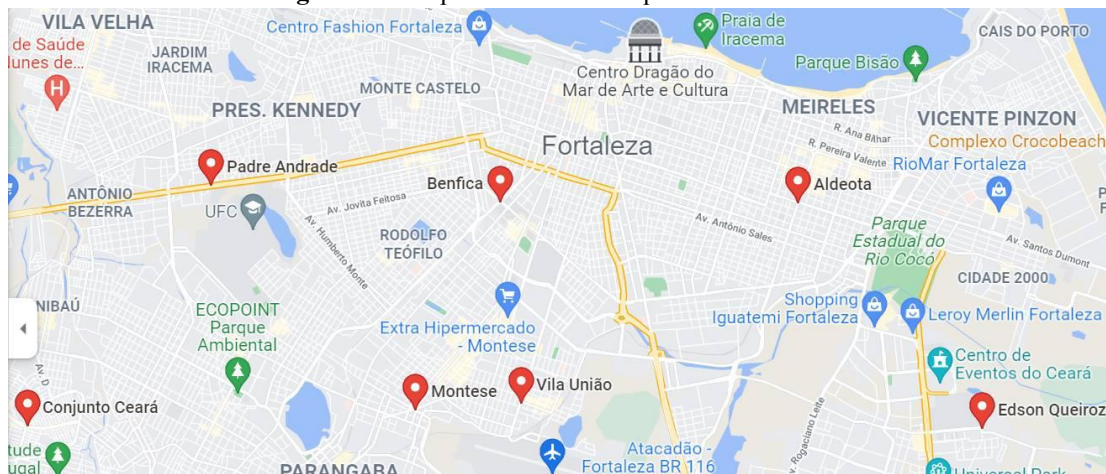 VILA VELHA
Centro Fashion Fortaleza
Praia de
Iracema
CAIS DO PORTO
de Saúde
JARDIM
IRACEMA
Centro Dragão do
Mar de Arte e Cultura
Parque Bisão
MONTE CASTELO
PRES. KENNEDY
MEIRELES
VICENTE PINZON
Fortaleza
R. Pereira Valente
Complexo Crocobeach
Padre Andrade
Benfica
Aldeota
RioMar Fortaleza
ANTÔNIO
BEZERRA
UFC
Av. Jovita Feitosa
Av. Humberto Monte
RODOLFO
TEÓFILO
Av. Antônio Sales
Parque
Estadual do
Rio Cocó
Av. Santos Dumont
CIDADE 2000
NIBAÚ
ECOPOINT
Parque
Ambiental
Extra Hipermercado
- Montese
Shopping
Iguatemi Fortaleza
Leroy Merlin Fortaleza
Centro de
Eventos do Ceará
Av. D
Conjunto Ceará
Montese
Vila União
Edson Queiroz
Av. Rogaciano Leite
Atacadão -
Fortaleza BR 116
PARANGABA
Universal Park